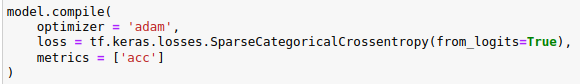 model.compile(
    optimizer = 'adam',
    loss = tf.keras.losses.SparseCategoricalCrossentropy(from_logits=True),
    metrics = ['acc']
)